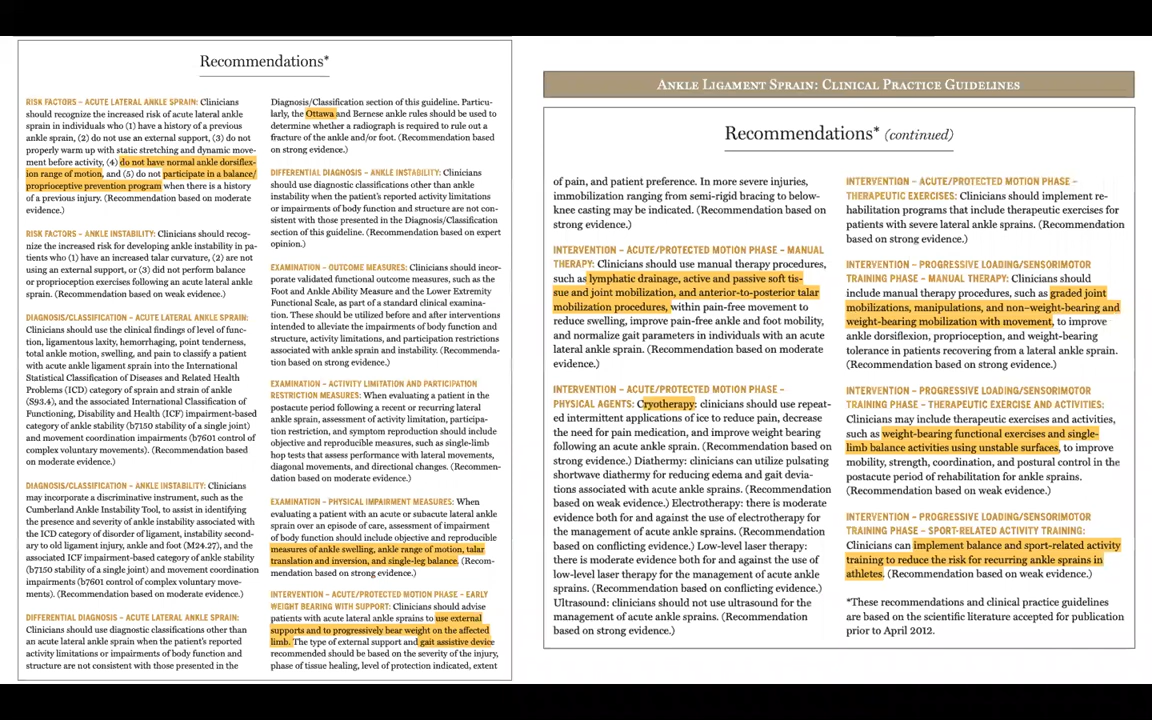 Recommendations*
RISK FACTORS – ACUTE LATERAL ANKLE SPRAIN: Clinicians
should recognize the increased risk of acute lateral ankle
sprain in individuals who (1) have a history of a previous
ankle sprain, (2) do not use an external support, (3) do not
properly warm up with static stretching and dynamic move-
ment before activity, (4) do not have normal ankle dorsiflex-
ion range of motion, and (5) do not participate in a balance/
proprioceptive prevention program when there is a history
of a previous injury. (Recommendation based on moderate
evidence.)
RISK FACTORS – ANKLE INSTABILITY: Clinicians should recog-
nize the increased risk for developing ankle instability in pa-
tients who (1) have an increased talar curvature, (2) are not
using an external support, or (3) did not perform balance
or proprioception exercises following an acute lateral ankle
sprain. (Recommendation based on weak evidence.)
DIAGNOSIS/CLASSIFICATION – ACUTE LATERAL ANKLE SPRAIN:
Clinicians should use the clinical findings of level of func-
tion, ligamentous laxity, hemorrhaging, point tenderness,
total ankle motion, swelling, and pain to classify a patient
with acute ankle ligament sprain into the International
Statistical Classification of Diseases and Related Health
Problems (ICD) category of sprain and strain of ankle
(S93.4), and the associated International Classification of
Functioning, Disability and Health (ICF) impairment-based
category of ankle stability (b7150 stability of a single joint)
and movement coordination impairments (b7601 control of
complex voluntary movements). (Recommendation based
on moderate evidence.)
DIAGNOSIS/CLASSIFICATION – ANKLE INSTABILITY: Clinicians
may incorporate a discriminative instrument, such as the
Cumberland Ankle Instability Tool, to assist in identifying
the presence and severity of ankle instability associated with
the ICD category of disorder of ligament, instability second-
ary to old ligament injury, ankle and foot (M24.27), and the
associated ICF impairment-based category of ankle stability
(b7150 stability of a single joint) and movement coordination
impairments (b7601 control of complex voluntary move-
ments). (Recommendation based on moderate evidence.)
DIFFERENTIAL DIAGNOSIS – ACUTE LATERAL ANKLE SPRAIN:
Clinicians should use diagnostic classifications other than
an acute lateral ankle sprain when the patient's reported
activity limitations or impairments of body function and
structure are not consistent with those presented in the
Diagnosis/Classification section of this guideline. Particu-
larly, the Ottawa and Bernese ankle rules should be used to
determine whether a radiograph is required to rule out a
fracture of the ankle and/or foot. (Recommendation based
on strong evidence.)
DIFFERENTIAL DIAGNOSIS – ANKLE INSTABILITY: Clinicians
should use diagnostic classifications other than ankle
instability when the patient's reported activity limitations
or impairments of body function and structure are not con-
sistent with those presented in the Diagnosis/Classification
section of this guideline. (Recommendation based on expert
opinion.)
EXAMINATION – OUTCOME MEASURES: Clinicians should incor-
porate validated functional outcome measures, such as the
Foot and Ankle Ability Measure and the Lower Extremity
Functional Scale, as part of a standard clinical examina-
tion. These should be utilized before and after interventions
intended to alleviate the impairments of body function and
structure, activity limitations, and participation restrictions
associated with ankle sprain and instability. (Recommenda-
tion based on strong evidence.)
EXAMINATION – ACTIVITY LIMITATION AND PARTICIPATION
RESTRICTION MEASURES: When evaluating a patient in the
postacute period following a recent or recurring lateral
ankle sprain, assessment of activity limitation, participa-
tion restriction, and symptom reproduction should include
objective and reproducible measures, such as single-limb
hop tests that assess performance with lateral movements,
diagonal movements, and directional changes. (Recommen-
dation based on moderate evidence.)
EXAMINATION – PHYSICAL IMPAIRMENT MEASURES: When
evaluating a patient with an acute or subacute lateral ankle
sprain over an episode of care, assessment of impairment
of body function should include objective and reproducible
measures of ankle swelling, ankle range of motion, talar
translation and inversion, and single-leg balance. (Recom-
mendation based on strong evidence.)
INTERVENTION – ACUTE/PROTECTED MOTION PHASE – EARLY
WEIGHT BEARING WITH SUPPORT: Clinicians should advise
patients with acute lateral ankle sprains to use external
supports and to progressively bear weight on the affected
limb. The type of external support and gait assistive device
recommended should be based on the severity of the injury,
phase of tissue healing, level of protection indicated, extent
ANKLE LIGAMENT SPRAIN: CLINICAL PRACTICE GUIDELINES
Recommendations* (continued)
of pain, and patient preference. In more severe injuries,
immobilization ranging from semi-rigid bracing to below-
knee casting may be indicated. (Recommendation based on
strong evidence.)
INTERVENTION – ACUTE/PROTECTED MOTION PHASE – MANUAL
THERAPY: Clinicians should use manual therapy procedures,
such as lymphatic drainage, active and passive soft tis-
sue and joint mobilization, and anterior-to-posterior talar
mobilization procedures, within pain-free movement to
reduce swelling, improve pain-free ankle and foot mobility,
and normalize gait parameters in individuals with an acute
lateral ankle sprain. (Recommendation based on moderate
evidence.)
INTERVENTION – ACUTE/PROTECTED MOTION PHASE –
PHYSICAL AGENTS: Cryotherapy: clinicians should use repeat-
ed intermittent applications of ice to reduce pain, decrease
the need for pain medication, and improve weight bearing
following an acute ankle sprain. (Recommendation based on
strong evidence.) Diathermy: clinicians can utilize pulsating
shortwave diathermy for reducing edema and gait devia-
tions associated with acute ankle sprains. (Recommendation
based on weak evidence.) Electrotherapy: there is moderate
evidence both for and against the use of electrotherapy for
the management of acute ankle sprains. (Recommendation
based on conflicting evidence.) Low-level laser therapy:
there is moderate evidence both for and against the use of
low-level laser therapy for the management of acute ankle
sprains. (Recommendation based on conflicting evidence.)
Ultrasound: clinicians should not use ultrasound for the
management of acute ankle sprains. (Recommendation
based on strong evidence.)
INTERVENTION – ACUTE/PROTECTED MOTION PHASE –
THERAPEUTIC EXERCISES: Clinicians should implement re-
habilitation programs that include therapeutic exercises for
patients with severe lateral ankle sprains. (Recommendation
based on strong evidence.)
INTERVENTION – PROGRESSIVE LOADING/SENSORIMOTOR
TRAINING PHASE – MANUAL THERAPY: Clinicians should
include manual therapy procedures, such as graded joint
mobilizations, manipulations, and non–weight-bearing and
weight-bearing mobilization with movement, to improve
ankle dorsiflexion, proprioception, and weight-bearing
tolerance in patients recovering from a lateral ankle sprain.
(Recommendation based on strong evidence.)
INTERVENTION – PROGRESSIVE LOADING/SENSORIMOTOR
TRAINING PHASE – THERAPEUTIC EXERCISE AND ACTIVITIES:
Clinicians may include therapeutic exercises and activities,
such as weight-bearing functional exercises and single-
limb balance activities using unstable surfaces, to improve
mobility, strength, coordination, and postural control in the
postacute period of rehabilitation for ankle sprains.
(Recommendation based on weak evidence.)
INTERVENTION – PROGRESSIVE LOADING/SENSORIMOTOR
TRAINING PHASE – SPORT-RELATED ACTIVITY TRAINING:
Clinicians can implement balance and sport-related activity
training to reduce the risk for recurring ankle sprains in
athletes. (Recommendation based on weak evidence.)
*These recommendations and clinical practice guidelines
are based on the scientific literature accepted for publication
prior to April 2012.